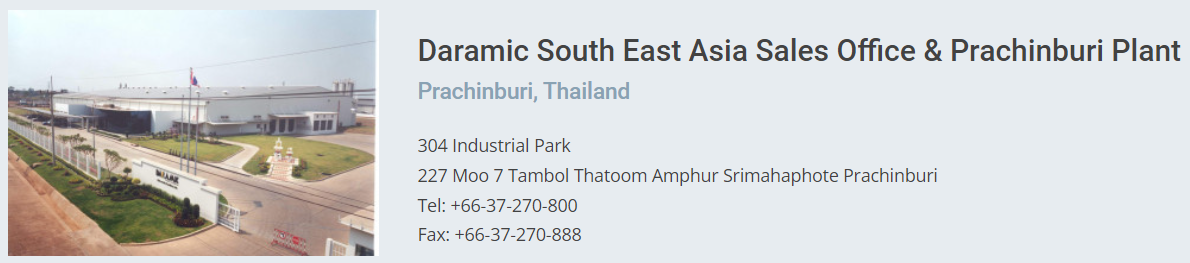 Daramic South East Asia Sales Office & Prachinburi Plant
Prachinburi, Thailand
304 Industrial Park
227 Moo 7 Tambol Thatoom Amphur Srimahaphote Prachinburi
Tel: +66-37-270-800
Fax: +66-37-270-888